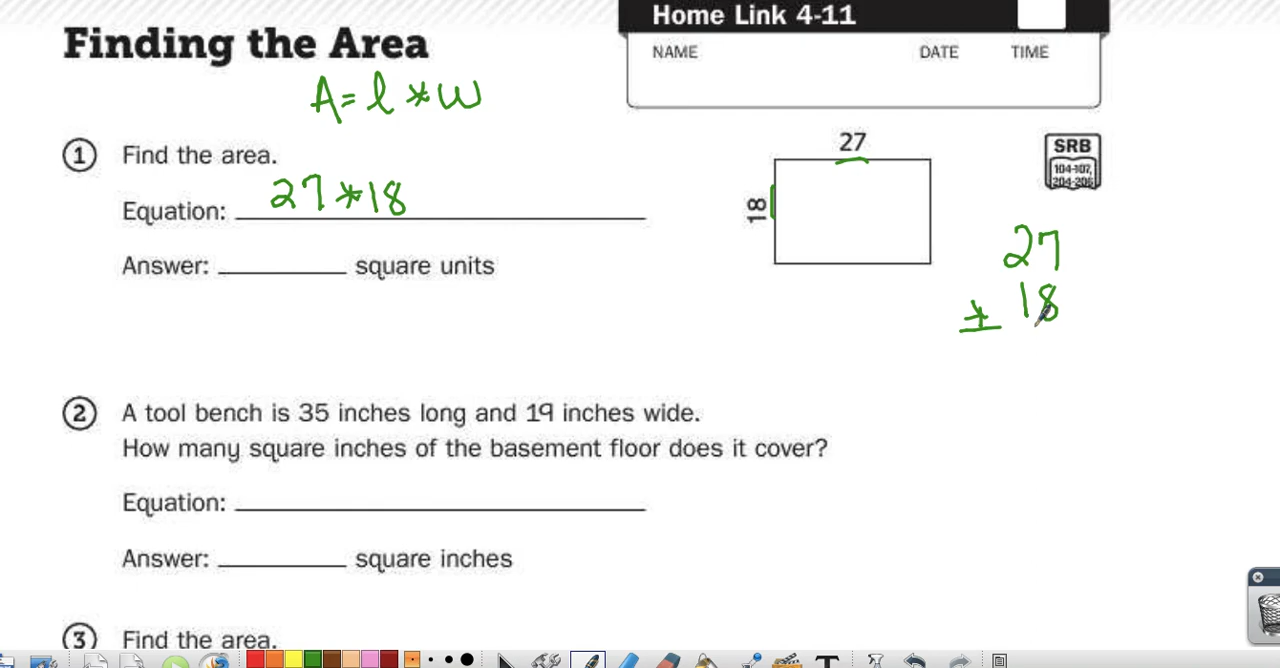 Home Link 4-11
Finding the Area
NAME DATE TIME
A = l * W
① Find the area.
27
SRB
104-107,
204-206
Equation: 27 * 18
18
Answer: ________ square units
27
* 18
② A tool bench is 35 inches long and 19 inches wide.
How many square inches of the basement floor does it cover?
Equation: ________
Answer: ________ square inches
③ Find the area.
T